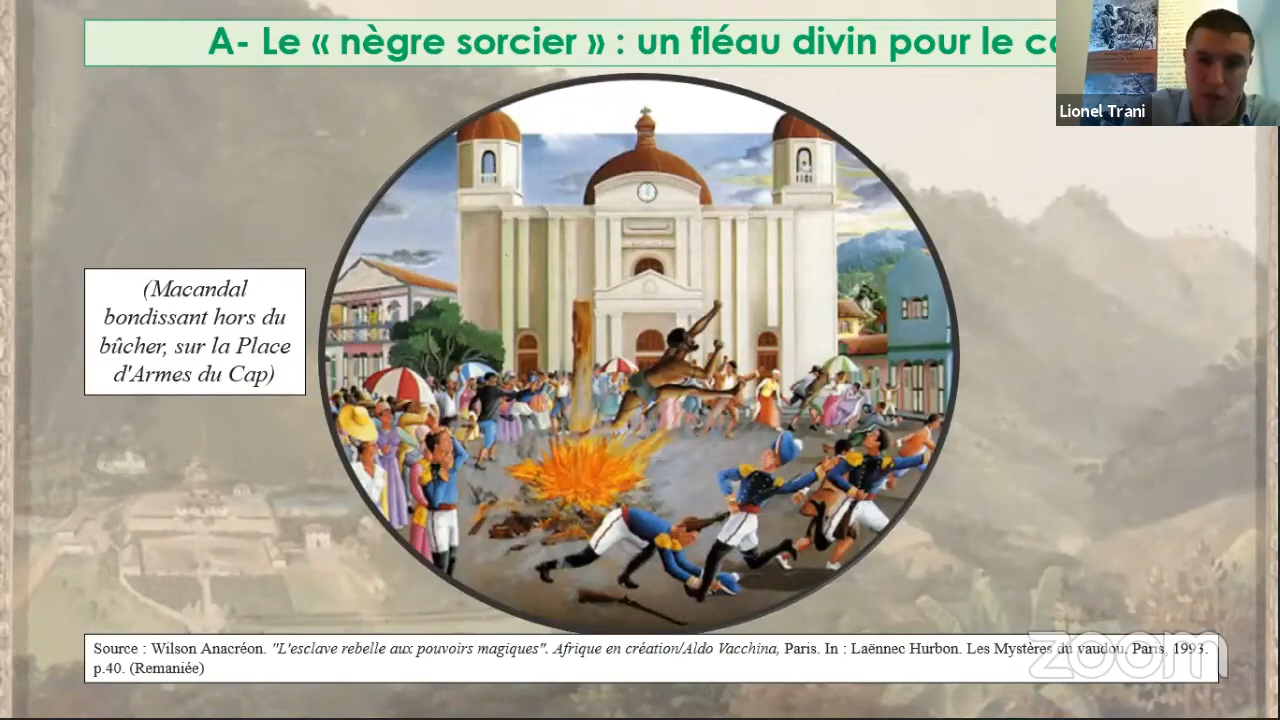 A- Le « nègre sorcier » : un fléau divin pour le
Lionel Trani
(Macandal
bondissant hors du
bûcher, sur la Place
d'Armes du Cap)
Source : Wilson Anacréon. "L'esclave rebelle aux pouvoirs magiques". Afrique en création/Aldo Vacchina, Paris. In : Laënnec Hurbon. Les Mystères du vaudou, Paris, 1993.
p.40. (Remaniée)
zoom